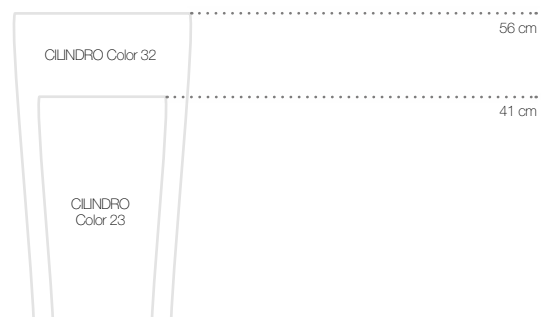 56 cm
CILINDRO Color 32
41 cm
CILINDRO
Color 23